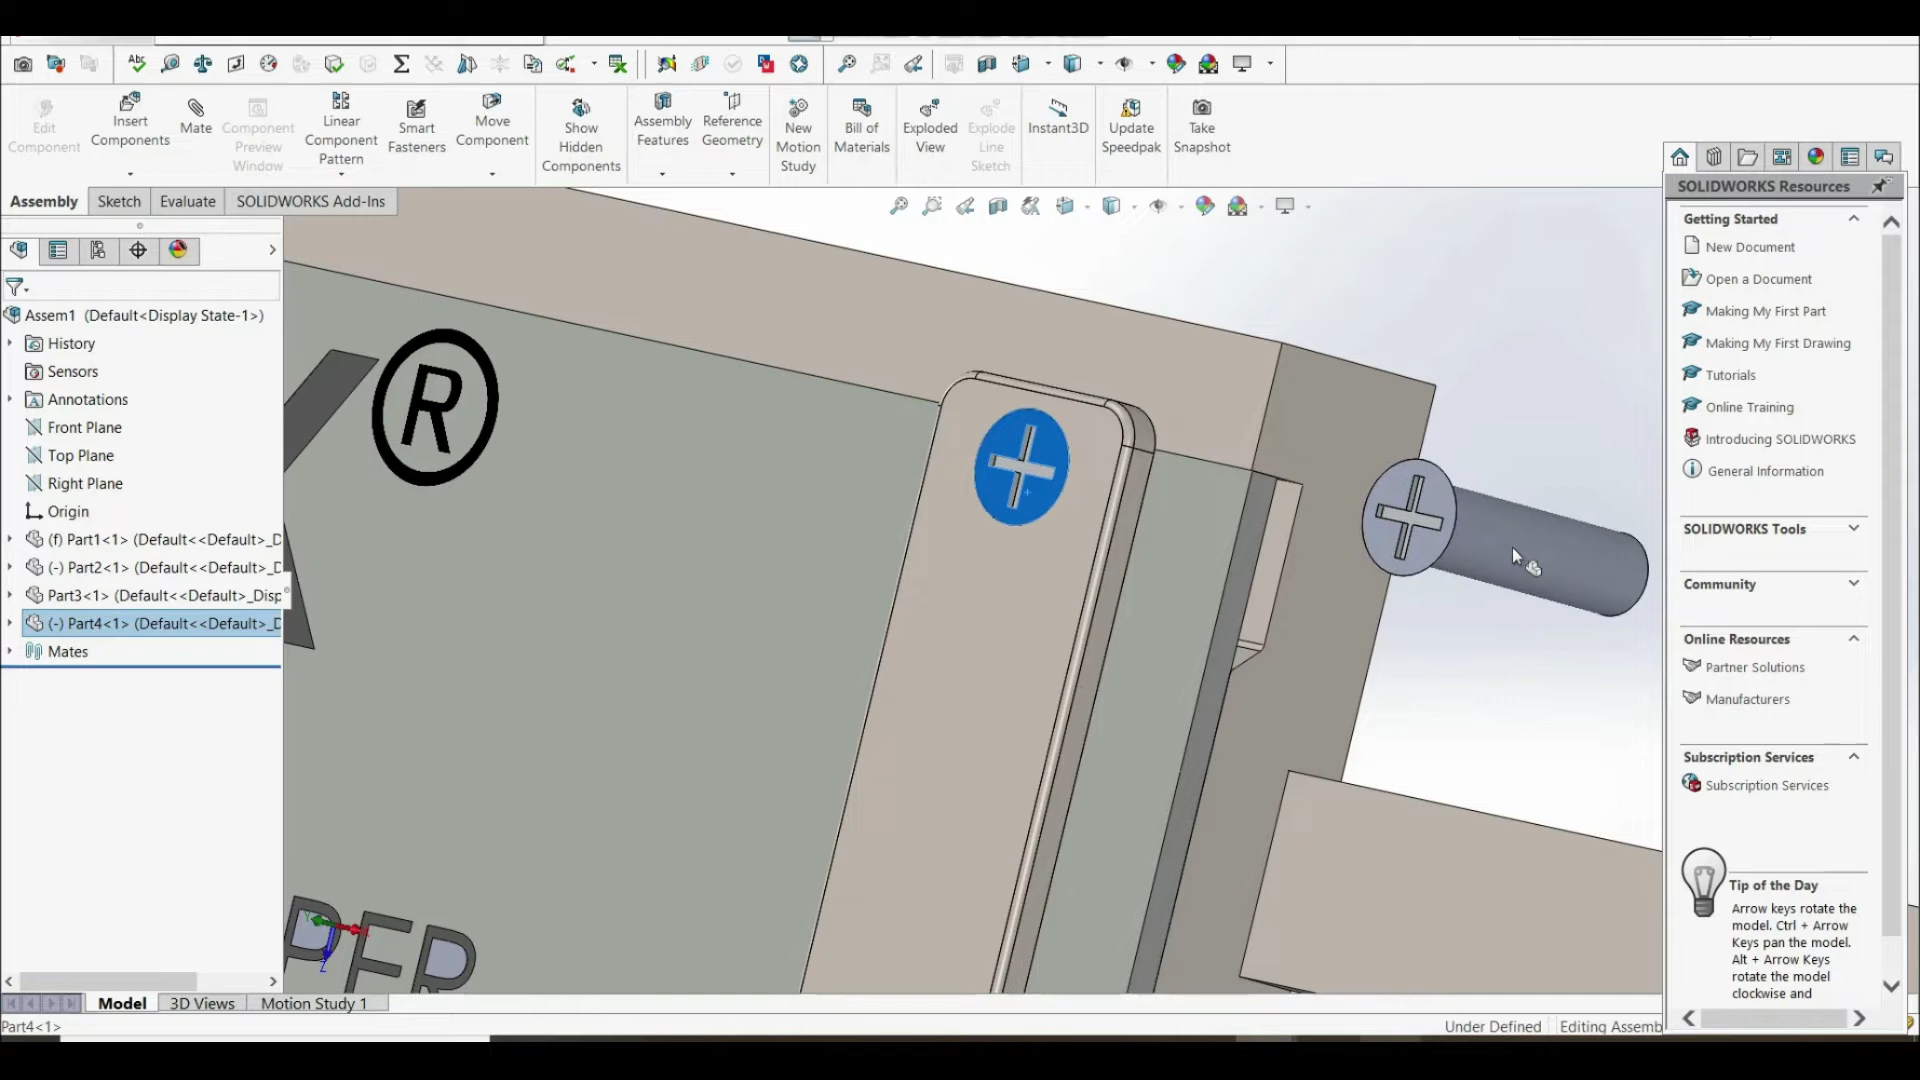 Edit Component
Insert Components
Mate
Component Preview Window
Linear Component Pattern
Smart Fasteners
Move Component
Show Hidden Components
Assembly Features
Reference Geometry
New Motion Study
Bill of Materials
Exploded View
Explode Line Sketch
Instant3D
Update Speedpak
Take Snapshot
Assembly
Sketch
Evaluate
SOLIDWORKS Add-Ins
Assem1 (Default<Display State-1>)
History
Sensors
Annotations
Front Plane
Top Plane
Right Plane
Origin
(f) Part1<1> (Default<<Default>_D
(-) Part2<1> (Default<<Default>_D
Part3<1> (Default<<Default>_Disp
(-) Part4<1> (Default<<Default>_D
Mates
R
PER
Y
Z
SOLIDWORKS Resources
Getting Started
New Document
Open a Document
Making My First Part
Making My First Drawing
Tutorials
Online Training
Introducing SOLIDWORKS
General Information
SOLIDWORKS Tools
Community
Online Resources
Partner Solutions
Manufacturers
Subscription Services
Subscription Services
Tip of the Day
Arrow keys rotate the
model. Ctrl + Arrow
Keys pan the model.
Alt + Arrow Keys
rotate the model
clockwise and
Model
3D Views
Motion Study 1
Part4<1>
Under Defined
Editing Assemb